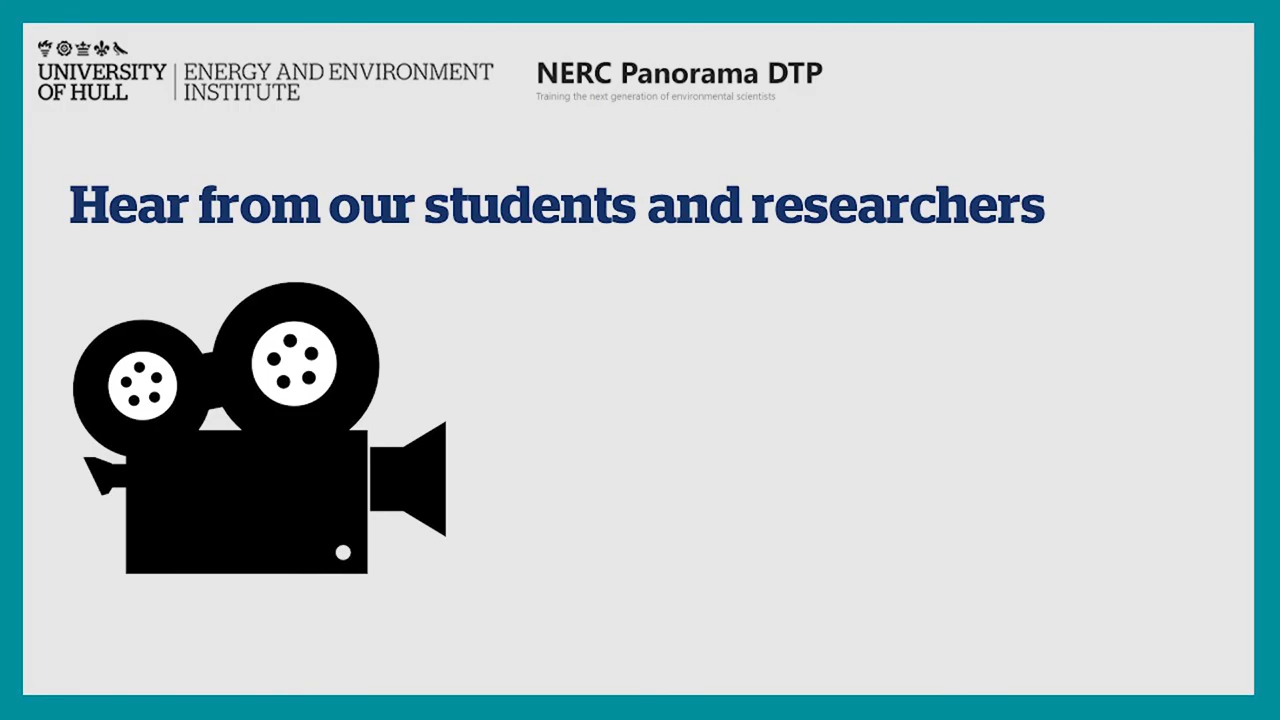 UNIVERSITY OF HULL
ENERGY AND ENVIRONMENT INSTITUTE
NERC Panorama DTP
Training the next generation of environmental scientists
Hear from our students and researchers